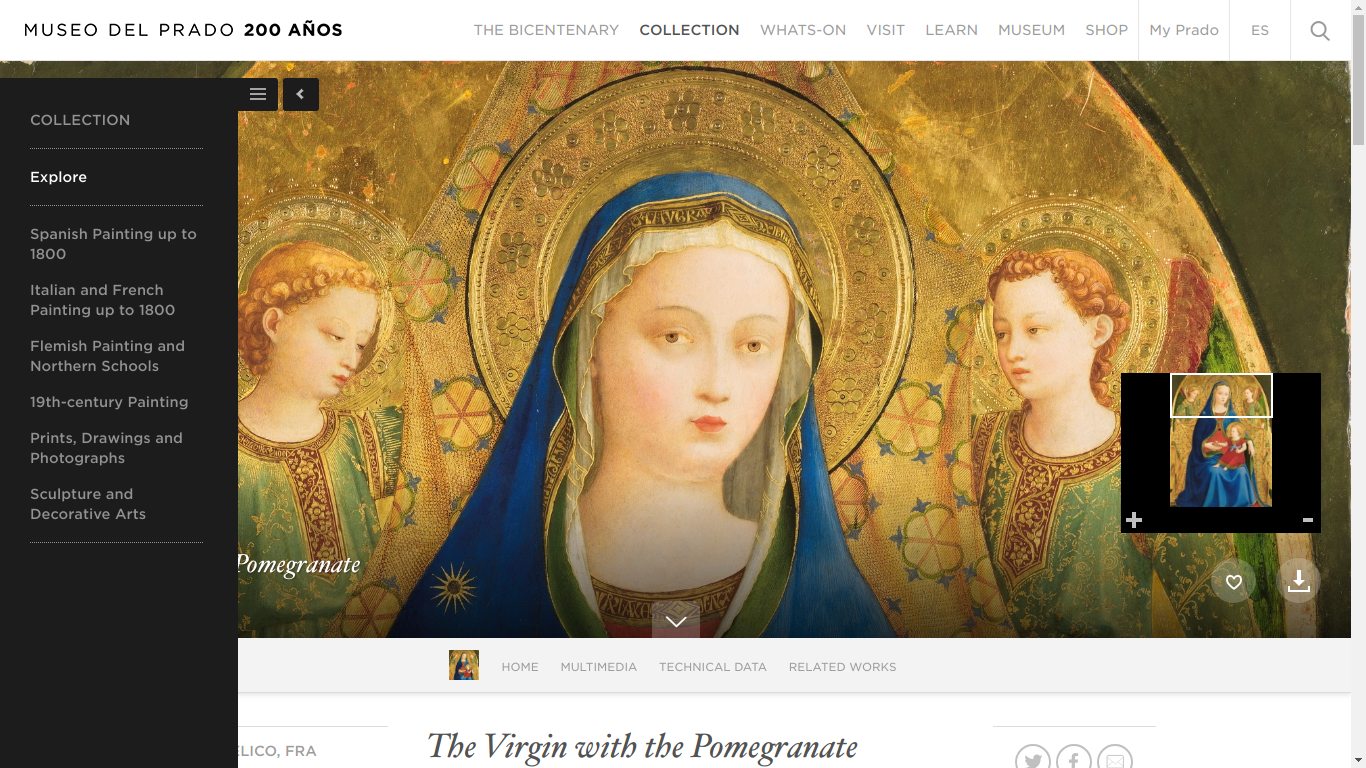 MUSEO DEL PRADO 200 AÑOS
THE BICENTENARY COLLECTION WHATS-ON VISIT LEARN MUSEUM SHOP My Prado ES
COLLECTION
Explore
Spanish Painting up to
1800
Italian and French
Painting up to 1800
Flemish Painting and
Northern Schools
19th-century Painting
Prints, Drawings and
Photographs
Sculpture and
Decorative Arts
Pomegranate
HOME MULTIMEDIA TECHNICAL DATA RELATED WORKS
ELICO, FRA
The Virgin with the Pomegranate